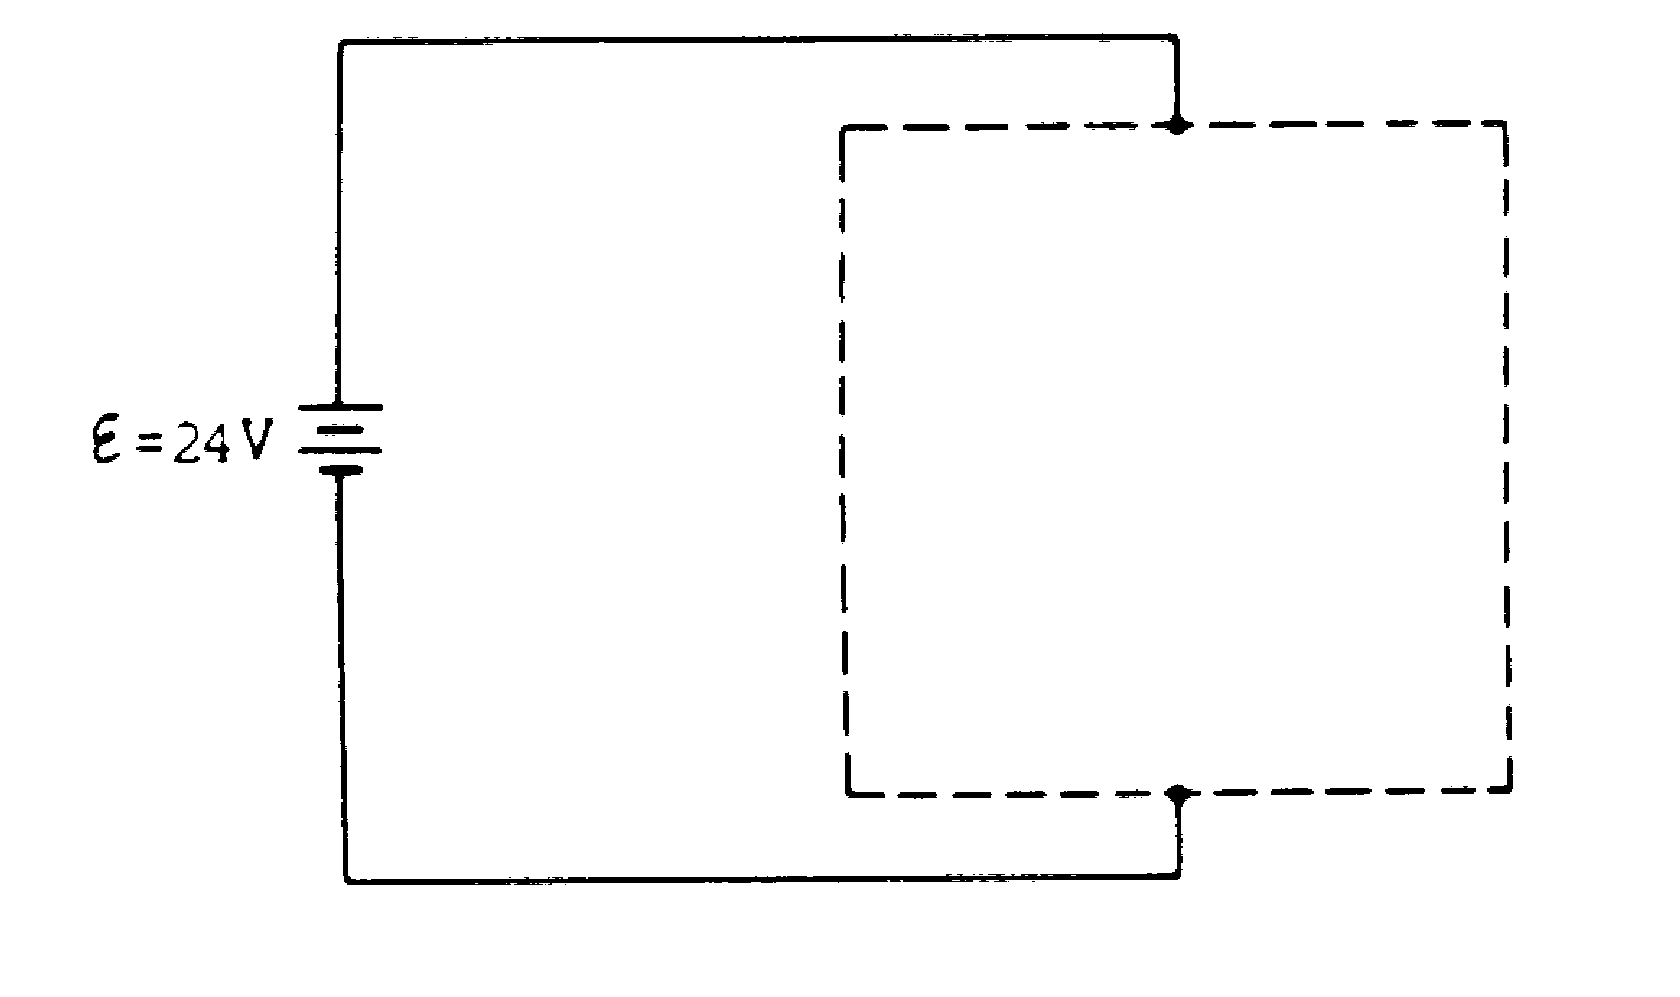 ε = 24 V